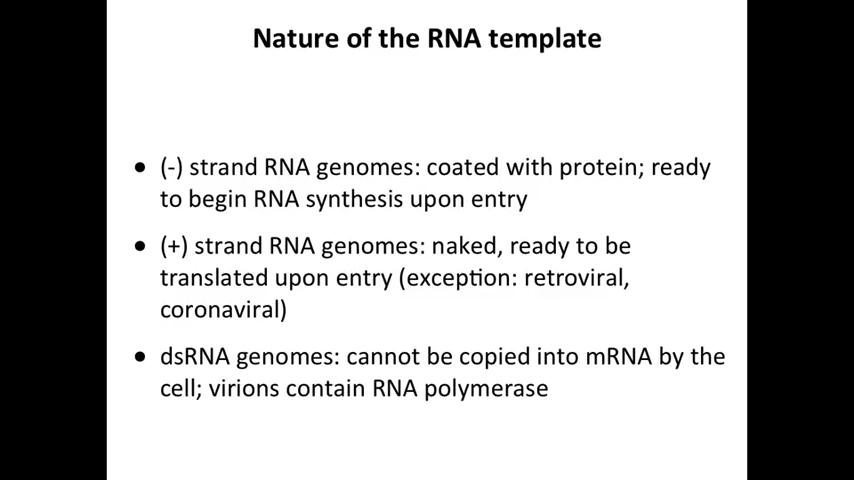 Nature of the RNA template
● (-) strand RNA genomes: coated with protein; ready
to begin RNA synthesis upon entry
● (+) strand RNA genomes: naked, ready to be
translated upon entry (exception: retroviral,
coronaviral)
● dsRNA genomes: cannot be copied into mRNA by the
cell; virions contain RNA polymerase